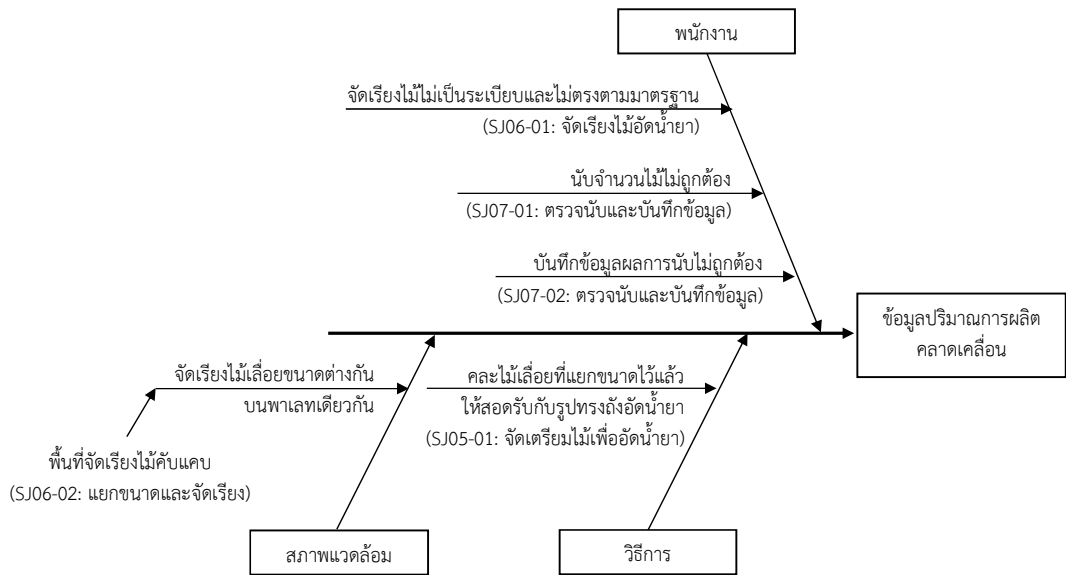 พนักงาน
จัดเรียงไม้ไม่เป็นระเบียบและไม่ตรงตามมาตรฐาน
(SJ06-01: จัดเรียงไม้อัดน้ำยา)
นับจำนวนไม้ไม่ถูกต้อง
(SJ07-01: ตรวจนับและบันทึกข้อมูล)
บันทึกข้อมูลผลการนับไม่ถูกต้อง
(SJ07-02: ตรวจนับและบันทึกข้อมูล)
ข้อมูลปริมาณการผลิต
คลาดเคลื่อน
จัดเรียงไม้เลื่อยขนาดต่างกัน
บนพาเลทเดียวกัน
คละไม้เลื่อยที่แยกขนาดไว้แล้ว
ให้สอดรับกับรูปทรงถังอัดน้ำยา
(SJ05-01: จัดเตรียมไม้เพื่ออัดน้ำยา)
พื้นที่จัดเรียงไม้คับแคบ
(SJ06-02: แยกขนาดและจัดเรียง)
สภาพแวดล้อม
วิธีการ